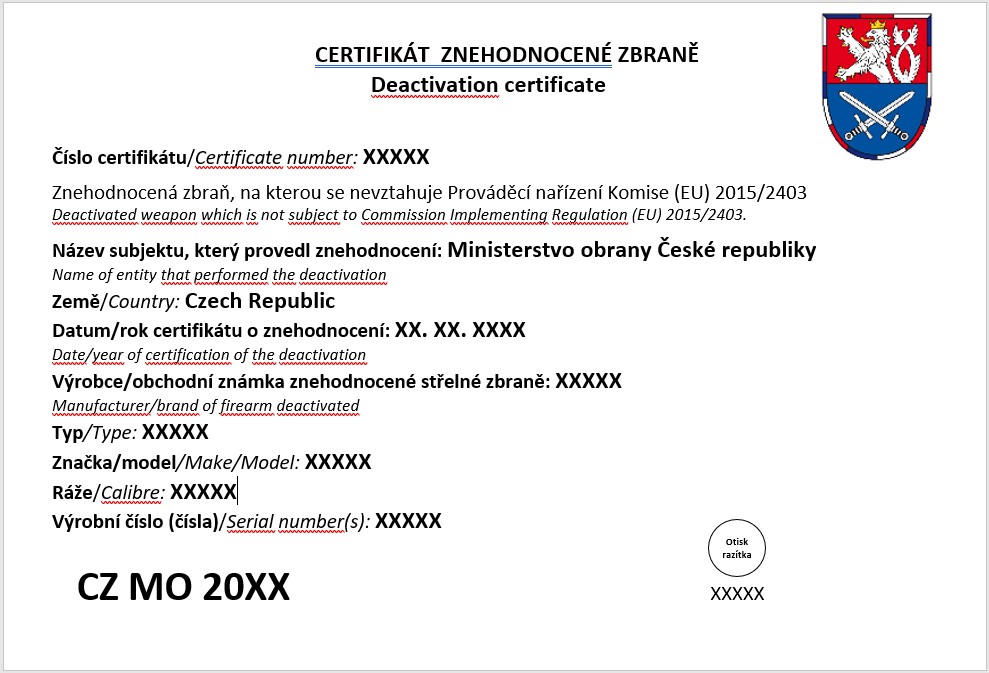 CERTIFIKÁT ZNEHODNOCENÉ ZBRANĚ
Deactivation certificate
Číslo certifikátu/Certificate number: XXXXX
Znehodnocená zbraň, na kterou se nevztahuje Prováděcí nařízení Komise (EU) 2015/2403
Deactivated weapon which is not subject to Commission Implementing Regulation (EU) 2015/2403.
Název subjektu, který provedl znehodnocení: Ministerstvo obrany České republiky
Name of entity that performed the deactivation
Země/Country: Czech Republic
Datum/rok certifikátu o znehodnocení: XX. XX. XXXX
Date/year of certification of the deactivation
Výrobce/obchodní známka znehodnocené střelné zbraně: XXXXX
Manufacturer/brand of firearm deactivated
Typ/Type: XXXXX
Značka/model/Make/Model: XXXXX
Ráže/Calibre: XXXXX
Výrobní číslo (čísla)/Serial number(s): XXXXX
Otisk
razítka
CZ MO 20XX
XXXXX